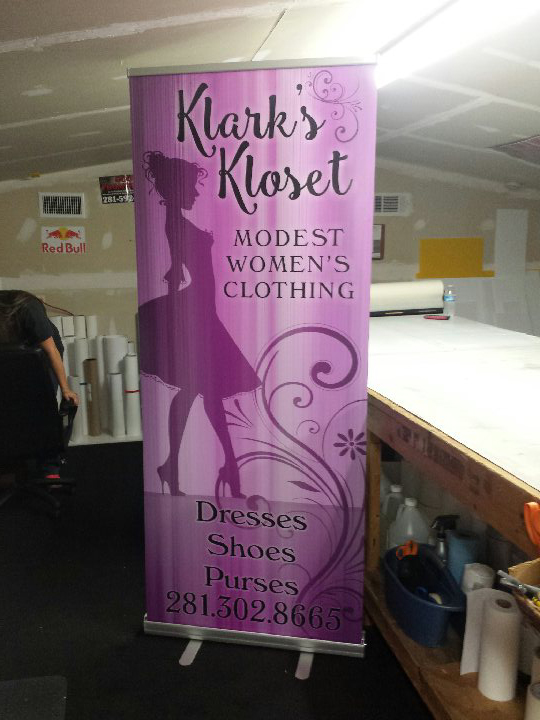 Klark's
Kloset
MODEST
WOMEN'S
CLOTHING
Dresses
Shoes
Purses
281.302.8665
Red Bull